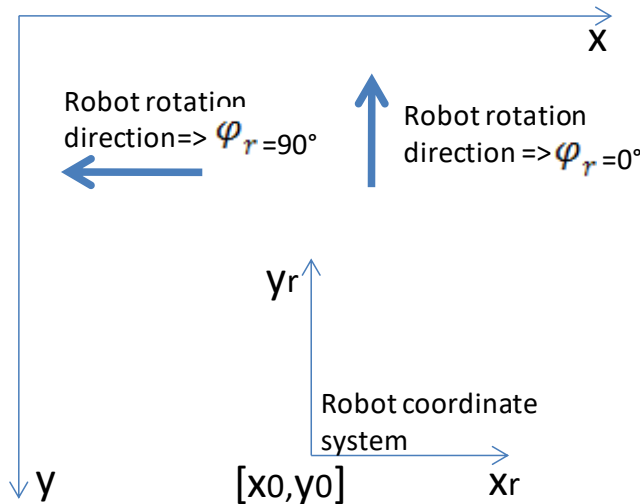 x
Robot rotation
direction=> φr=90°
Robot rotation
direction =>φr=0°
yr
Robot coordinate
system
y
[x0,y0]
xr